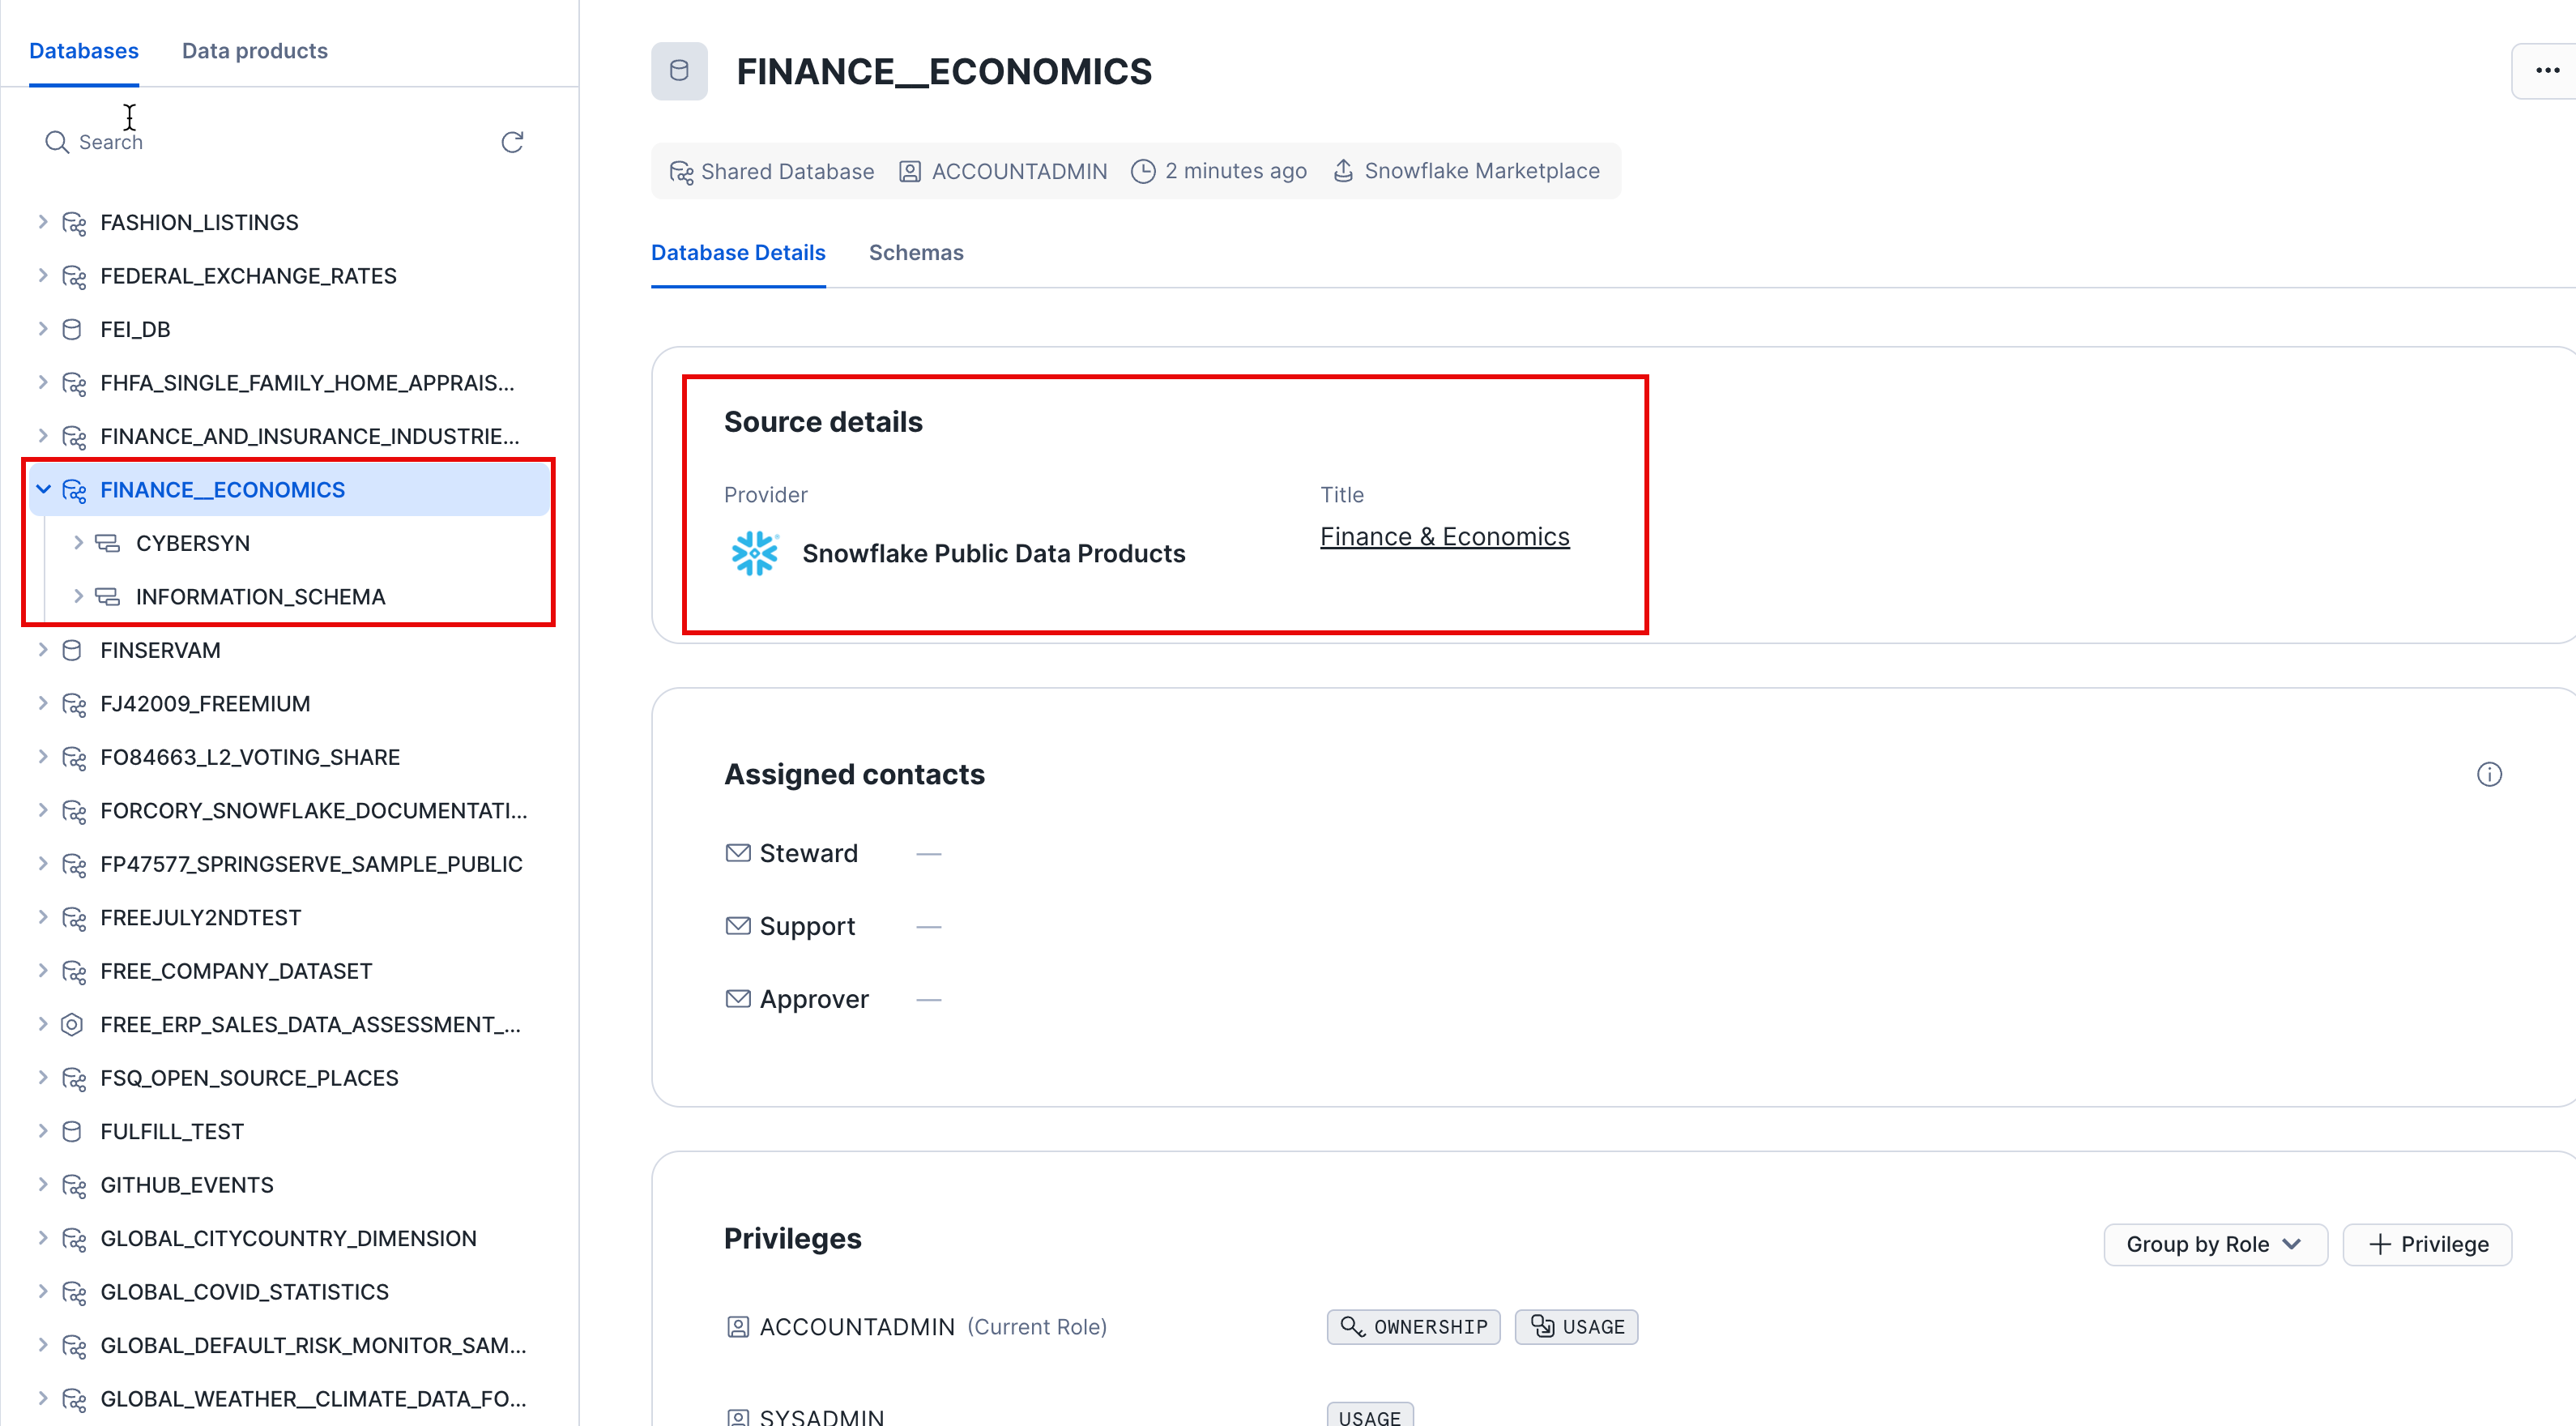 Databases
Data products
Search
FASHION_LISTINGS
FEDERAL_EXCHANGE_RATES
FEI_DB
FHFA_SINGLE_FAMILY_HOME_APPRAIS...
FINANCE_AND_INSURANCE_INDUSTRIE...
FINANCE__ECONOMICS
CYBERSYN
INFORMATION_SCHEMA
FINSERVAM
FJ42009_FREEMIUM
FO84663_L2_VOTING_SHARE
FORCORY_SNOWFLAKE_DOCUMENTATI...
FP47577_SPRINGSERVE_SAMPLE_PUBLIC
FREEJULY2NDTEST
FREE_COMPANY_DATASET
FREE_ERP_SALES_DATA_ASSESSMENT_...
FSQ_OPEN_SOURCE_PLACES
FULFILL_TEST
GITHUB_EVENTS
GLOBAL_CITYCOUNTRY_DIMENSION
GLOBAL_COVID_STATISTICS
GLOBAL_DEFAULT_RISK_MONITOR_SAM...
GLOBAL_WEATHER__CLIMATE_DATA_FO...
FINANCE__ECONOMICS
Shared Database ACCOUNTADMIN 2 minutes ago Snowflake Marketplace
Database Details Schemas
Source details
Provider Title
Snowflake Public Data Products Finance & Economics
Assigned contacts
Steward —
Support —
Approver —
Privileges Group by Role + Privilege
ACCOUNTADMIN (Current Role) OWNERSHIP USAGE
SYSADMIN USAGE